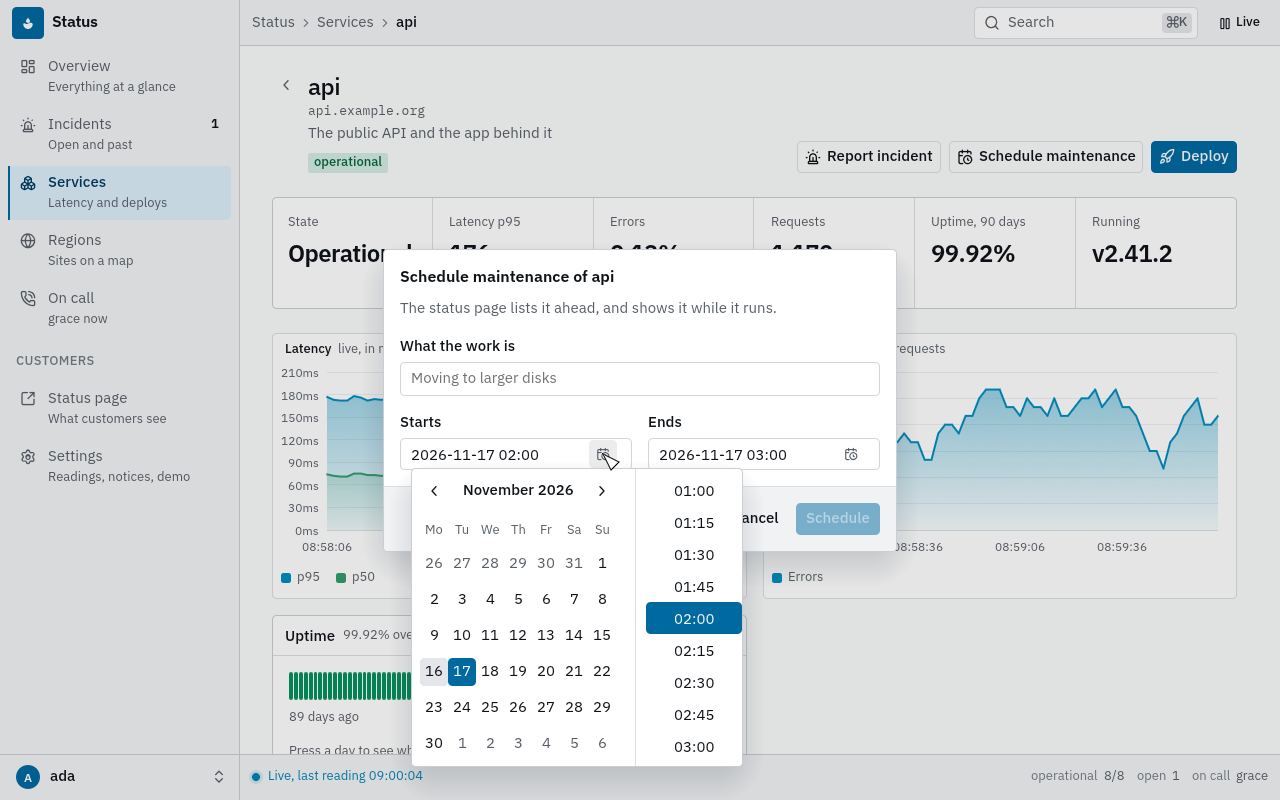 Status
Status > Services > api
Search
⌘K
Live
Overview
Everything at a glance
Incidents
1
Open and past
Services
Latency and deploys
Regions
Sites on a map
On call
grace now
CUSTOMERS
Status page
What customers see
Settings
Readings, notices, demo
A
ada
api
api.example.org
The public API and the app behind it
operational
Report incident
Schedule maintenance
Deploy
State
Latency p95
Errors
Requests
Uptime, 90 days
Running
Operational
99.92%
v2.41.2
Schedule maintenance of api
The status page lists it ahead, and shows it while it runs.
What the work is
Moving to larger disks
Starts
Ends
2026-11-17 02:00
2026-11-17 03:00
Schedule
November 2026
Mo Tu We Th Fr Sa Su
26 27 28 29 30 31 1
2 3 4 5 6 7 8
9 10 11 12 13 14 15
16 17 18 19 20 21 22
23 24 25 26 27 28 29
30 1 2 3 4 5 6
01:00
01:15
01:30
01:45
02:00
02:15
02:30
02:45
03:00
Latency live, in
requests
210ms
180ms
150ms
120ms
90ms
60ms
30ms
0ms
08:58:06
08:58:36
08:59:06
08:59:36
p95
p50
Errors
Uptime
99.92%
89 days ago
Press a day to see
Live, last reading 09:00:04
operational 8/8
open 1
on call grace